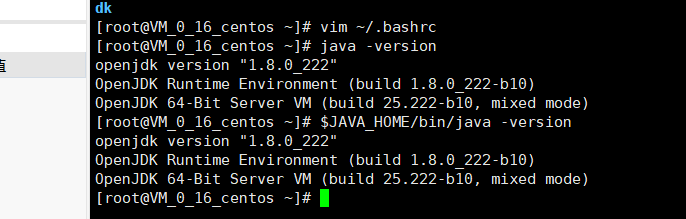 dk
[root@VM_0_16_centos ~]# vim ~/.bashrc
[root@VM_0_16_centos ~]# java -version
openjdk version "1.8.0_222"
OpenJDK Runtime Environment (build 1.8.0_222-b10)
OpenJDK 64-Bit Server VM (build 25.222-b10, mixed mode)
[root@VM_0_16_centos ~]# $JAVA_HOME/bin/java -version
openjdk version "1.8.0_222"
OpenJDK Runtime Environment (build 1.8.0_222-b10)
OpenJDK 64-Bit Server VM (build 25.222-b10, mixed mode)
[root@VM_0_16_centos ~]#